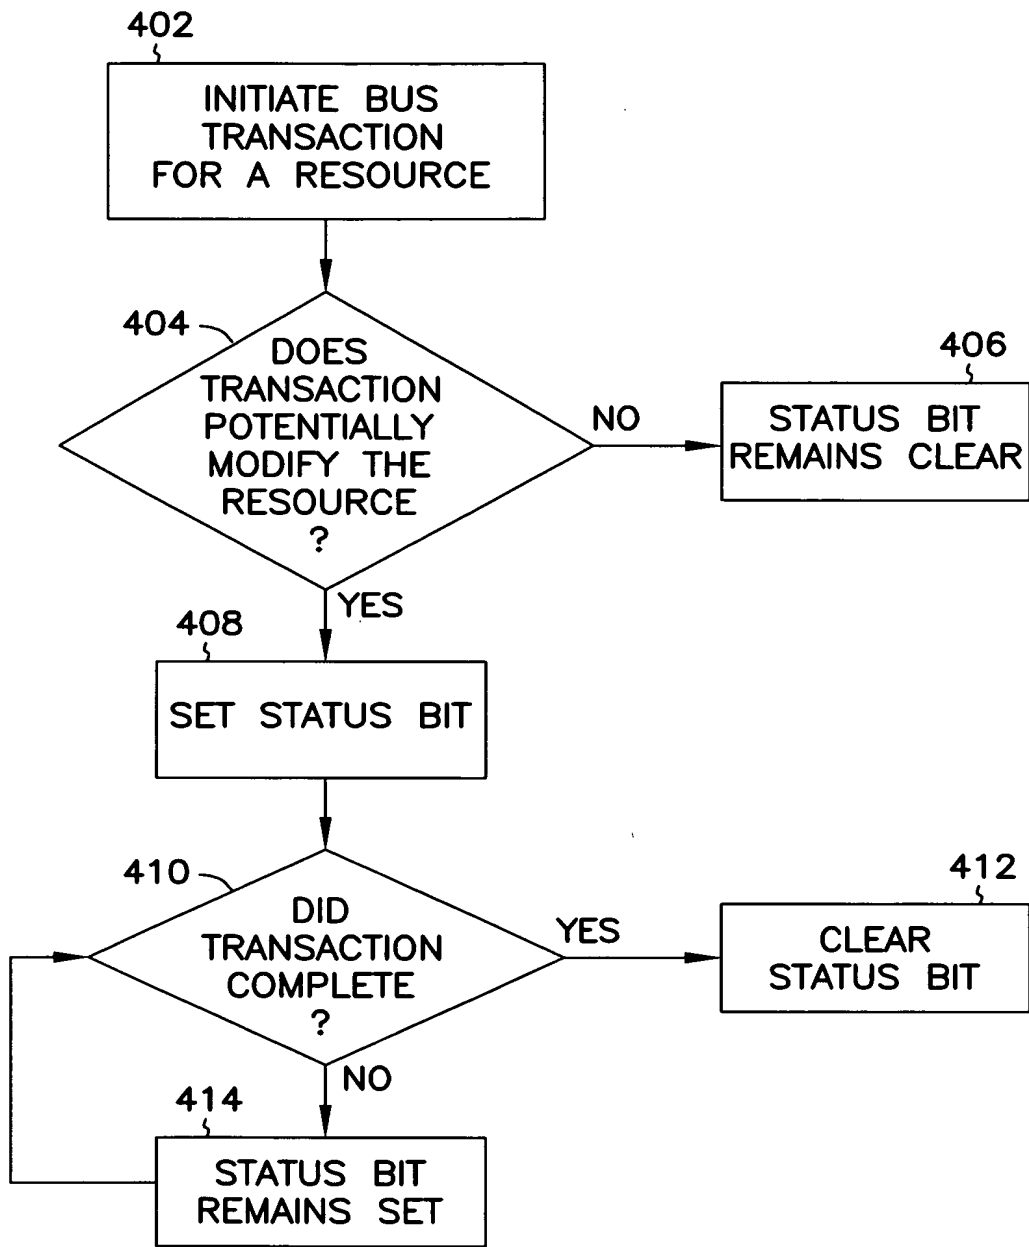 402
INITIATE BUS
TRANSACTION
FOR A RESOURCE
404
DOES
TRANSACTION
POTENTIALLY
MODIFY THE
RESOURCE
?
NO
406
STATUS BIT
REMAINS CLEAR
YES
408
SET STATUS BIT
410
DID
TRANSACTION
COMPLETE
?
YES
412
CLEAR
STATUS BIT
NO
414
STATUS BIT
REMAINS SET